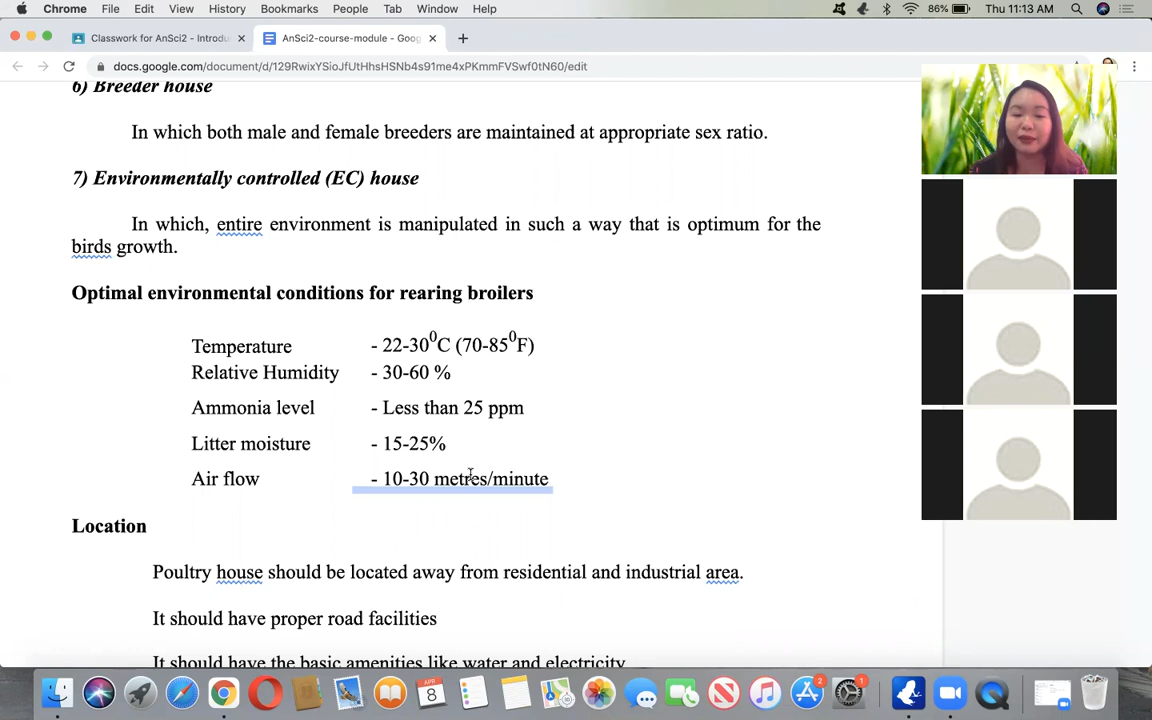 Chrome File Edit View History Bookmarks People Tab Window Help 86% Thu 11:13 AM
Classwork for AnSci2 - Introdu × AnSci2-course-module - Goog × +
docs.google.com/document/d/129RwixYSioJfUtHhsHSNb4s91me4xPKmmFVSwf0tN60/edit
6) Breeder house
In which both male and female breeders are maintained at appropriate sex ratio.
7) Environmentally controlled (EC) house
In which, entire environment is manipulated in such a way that is optimum for the
birds growth.
Optimal environmental conditions for rearing broilers
Temperature - 22-30⁰C (70-85⁰F)
Relative Humidity - 30-60 %
Ammonia level - Less than 25 ppm
Litter moisture - 15-25%
Air flow - 10-30 metres/minute
Location
Poultry house should be located away from residential and industrial area.
It should have proper road facilities
It should have the basic amenities like water and electricity
APR 8 2 1